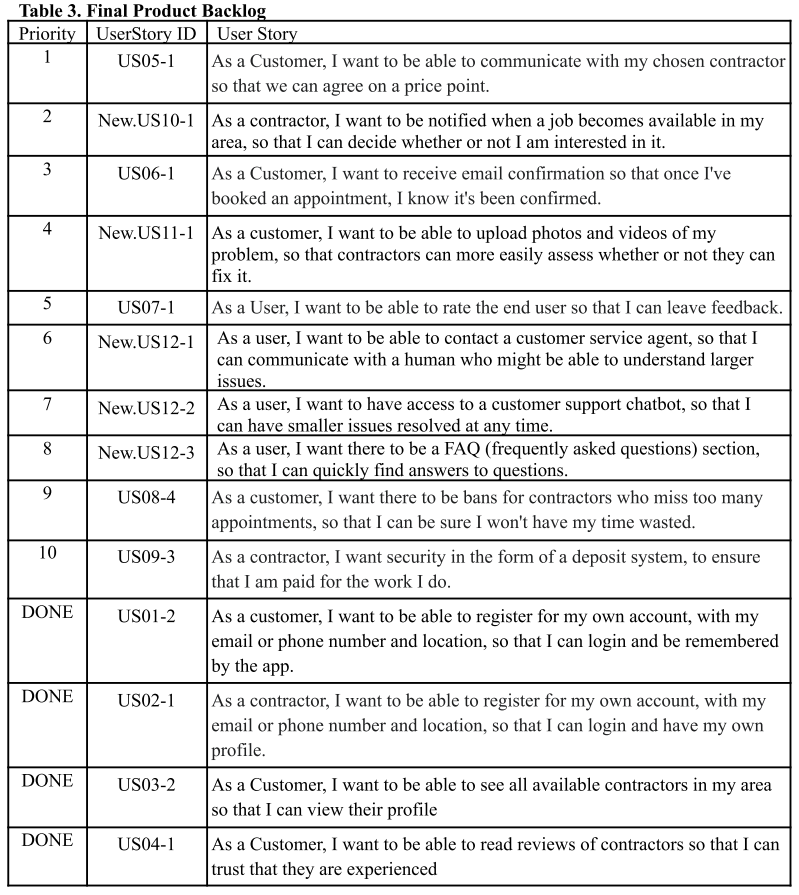 Table 3. Final Product Backlog
Priority UserStory ID User Story
1 US05-1 As a Customer, I want to be able to communicate with my chosen contractor
so that we can agree on a price point.
2 New.US10-1 As a contractor, I want to be notified when a job becomes available in my
area, so that I can decide whether or not I am interested in it.
3 US06-1 As a Customer, I want to receive email confirmation so that once I've
booked an appointment, I know it's been confirmed.
4 New.US11-1 As a customer, I want to be able to upload photos and videos of my
problem, so that contractors can more easily assess whether or not they can
fix it.
5 US07-1 As a User, I want to be able to rate the end user so that I can leave feedback.
6 New.US12-1 As a user, I want to be able to contact a customer service agent, so that I
can communicate with a human who might be able to understand larger
issues.
7 New.US12-2 As a user, I want to have access to a customer support chatbot, so that I
can have smaller issues resolved at any time.
8 New.US12-3 As a user, I want there to be a FAQ (frequently asked questions) section,
so that I can quickly find answers to questions.
9 US08-4 As a customer, I want there to be bans for contractors who miss too many
appointments, so that I can be sure I won't have my time wasted.
10 US09-3 As a contractor, I want security in the form of a deposit system, to ensure
that I am paid for the work I do.
DONE US01-2 As a customer, I want to be able to register for my own account, with my
email or phone number and location, so that I can login and be remembered
by the app.
DONE US02-1 As a contractor, I want to be able to register for my own account, with my
email or phone number and location, so that I can login and have my own
profile.
DONE US03-2 As a Customer, I want to be able to see all available contractors in my area
so that I can view their profile
DONE US04-1 As a Customer, I want to be able to read reviews of contractors so that I can
trust that they are experienced